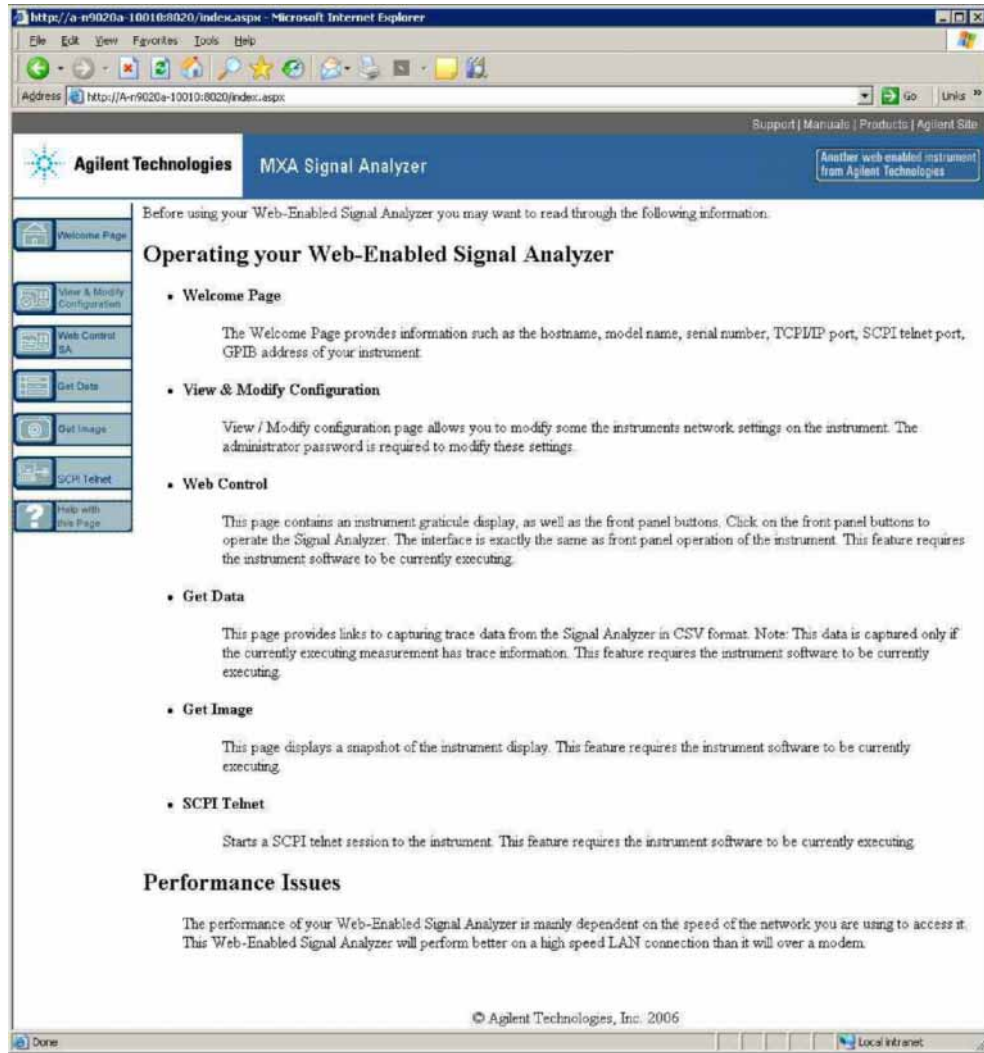 http://a-n9020a-10010:8020/index.aspx - Microsoft Internet Explorer
File Edit View Favorites Tools Help
Address http://A-n9020a-10010:8020/index.aspx Go Links »
Support | Manuals | Products | Agilent Site
Agilent Technologies MXA Signal Analyzer
Another web-enabled instrument
from Agilent Technologies
Welcome Page
View & Modify
Configuration
Web Control
SA
Get Data
Get Image
SCPI Telnet
Help with
this Page
Before using your Web-Enabled Signal Analyzer you may want to read through the following information.
Operating your Web-Enabled Signal Analyzer
• Welcome Page
The Welcome Page provides information such as the hostname, model name, serial number, TCPI/IP port, SCPI telnet port,
GPIB address of your instrument.
• View & Modify Configuration
View / Modify configuration page allows you to modify some the instruments network settings on the instrument. The
administrator password is required to modify these settings.
• Web Control
This page contains an instrument graticule display, as well as the front panel buttons. Click on the front panel buttons to
operate the Signal Analyzer. The interface is exactly the same as front panel operation of the instrument. This feature requires
the instrument software to be currently executing.
• Get Data
This page provides links to capturing trace data from the Signal Analyzer in CSV format. Note: This data is captured only if
the currently executing measurement has trace information. This feature requires the instrument software to be currently
executing.
• Get Image
This page displays a snapshot of the instrument display. This feature requires the instrument software to be currently
executing.
• SCPI Telnet
Starts a SCPI telnet session to the instrument. This feature requires the instrument software to be currently executing.
Performance Issues
The performance of your Web-Enabled Signal Analyzer is mainly dependent on the speed of the network you are using to access it.
This Web-Enabled Signal Analyzer will perform better on a high speed LAN connection than it will over a modem.
© Agilent Technologies, Inc. 2006
Done Local intranet